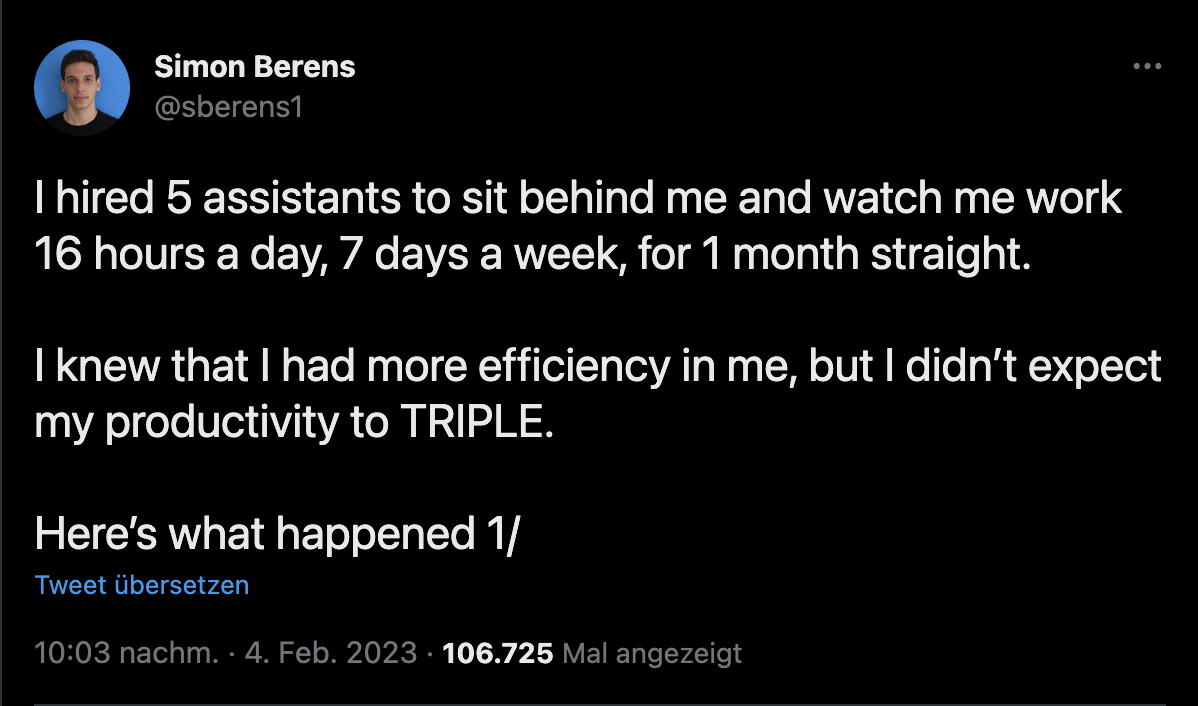 Simon Berens
@sberens1
I hired 5 assistants to sit behind me and watch me work
16 hours a day, 7 days a week, for 1 month straight.
I knew that I had more efficiency in me, but I didn’t expect
my productivity to TRIPLE.
Here’s what happened 1/
Tweet übersetzen
10:03 nachm. · 4. Feb. 2023 · 106.725 Mal angezeigt